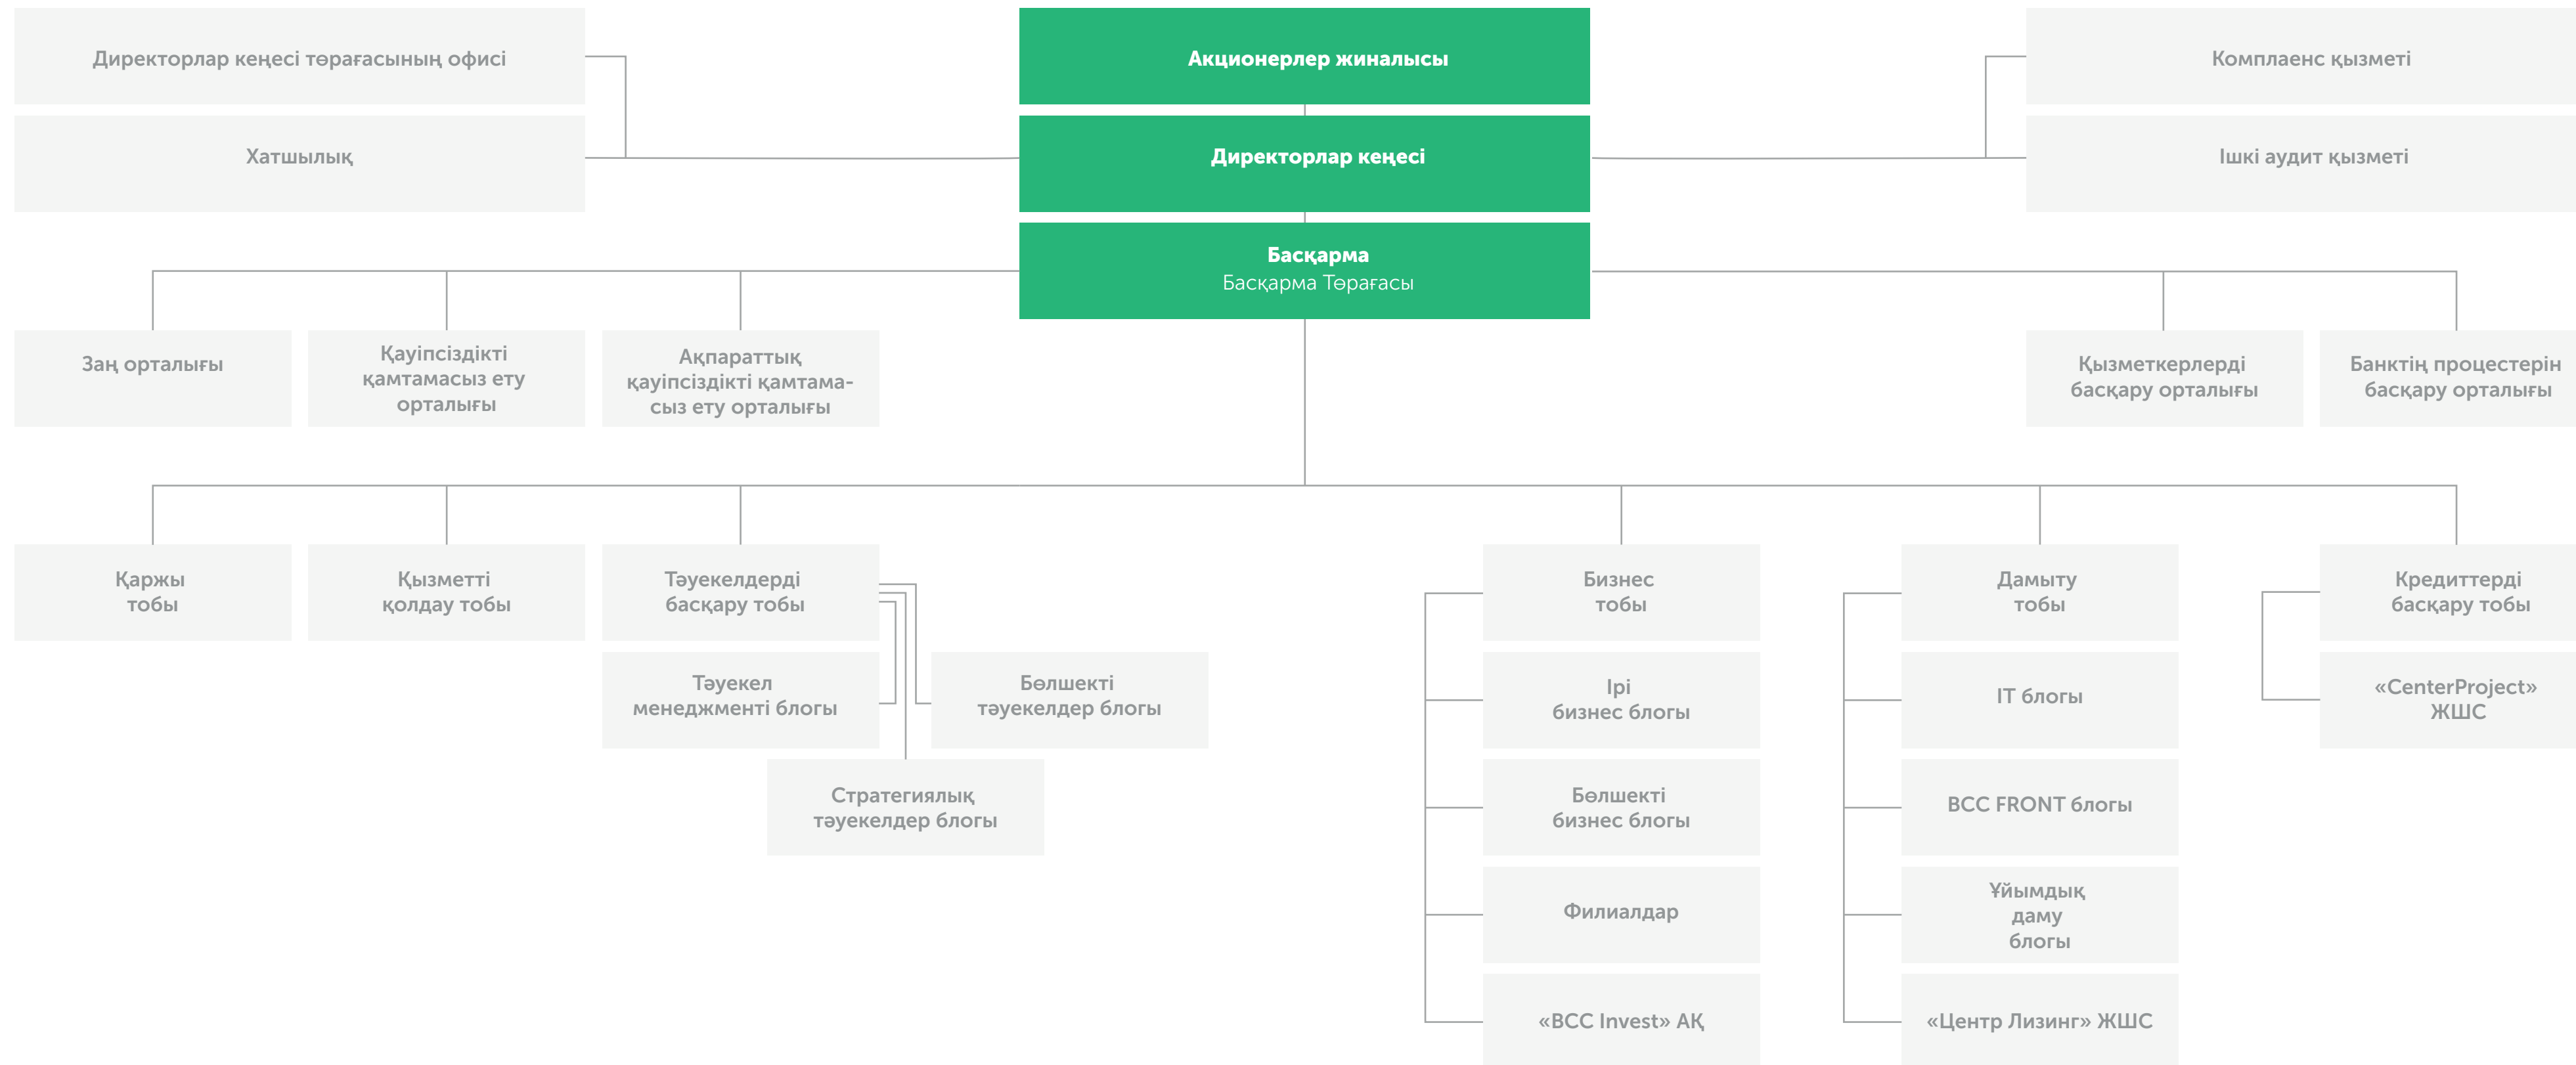 Директорлар кеңесі төрағасының офисі
Акционерлер жиналысы
Комплаенс қызметі
Хатшылық
Директорлар кеңесі
Ішкі аудит қызметі
Басқарма
Басқарма Төрағасы
Заң орталығы
Қауіпсіздікті
қамтамасыз ету
орталығы
Ақпараттық
қауіпсіздікті қамтама-
сыз ету орталығы
Қызметкерлерді
басқару орталығы
Банктің процестерін
басқару орталығы
Қаржы
тобы
Қызметті
қолдау тобы
Тәуекелдерді
басқару тобы
Бизнес
тобы
Дамыту
тобы
Кредиттерді
басқару тобы
Тәуекел
менеджменті блогы
Бөлшекті
тәуекелдер блогы
Ірі
бизнес блогы
IT блогы
«CenterProject»
ЖШС
Стратегиялық
тәуекелдер блогы
Бөлшекті
бизнес блогы
BCC FRONT блогы
Филиалдар
Ұйымдық
даму
блогы
«BCC Invest» АҚ
«Центр Лизинг» ЖШС